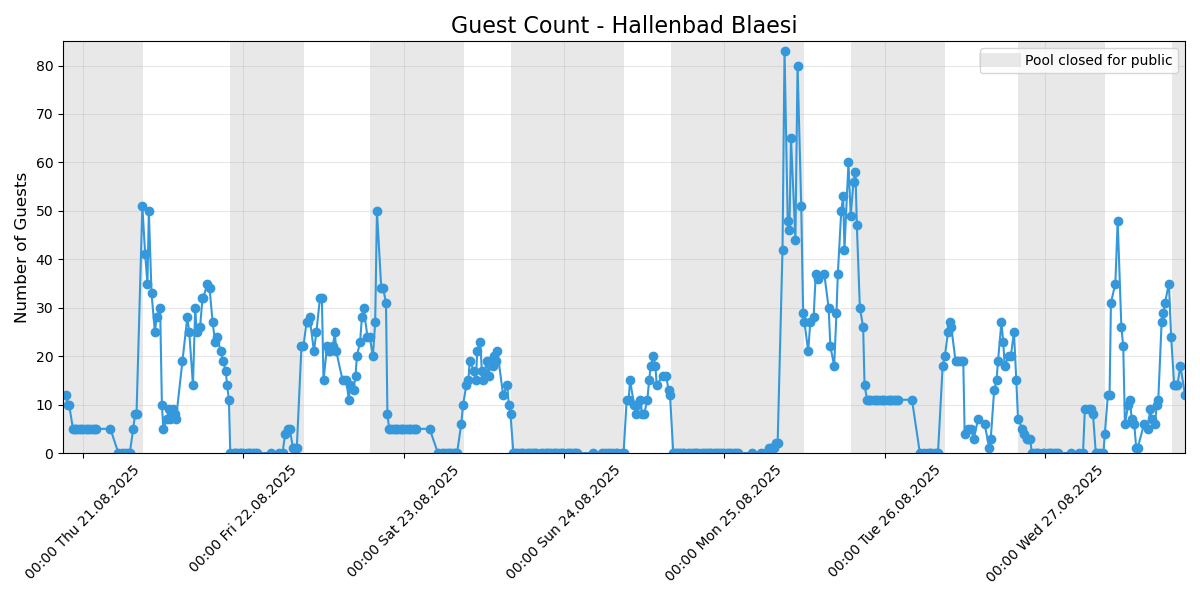 Guest Count - Hallenbad Blaesi
Pool closed for public
Number of Guests
80
70
60
50
40
30
20
10
0
00:00 Thu 21.08.2025
00:00 Fri 22.08.2025
00:00 Sat 23.08.2025
00:00 Sun 24.08.2025
00:00 Mon 25.08.2025
00:00 Tue 26.08.2025
00:00 Wed 27.08.2025